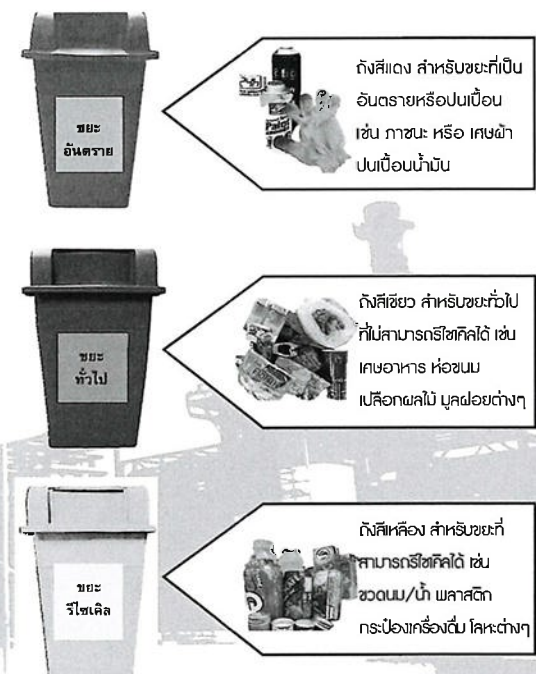 ขยะ
อันตราย
ถังสีแดง สำหรับขยะที่เป็น
อันตรายหรือปนเปื้อน
เช่น ภาชนะ หรือ เศษผ้า
ปนเปื้อนน้ำมัน
ขยะ
ทั่วไป
ถังสีเขียว สำหรับขยะทั่วไป
ที่ไม่สามารถรีไซเคิลได้ เช่น
เศษอาหาร ห่อขนม
เปลือกผลไม้ มูลฝอยต่างๆ
ขยะ
รีไซเคิล
ถังสีเหลือง สำหรับขยะที่
สามารถรีไซเคิลได้ เช่น
ขวดนม/น้ำ พลาสติก
กระป๋องเครื่องดื่ม โลหะต่างๆ